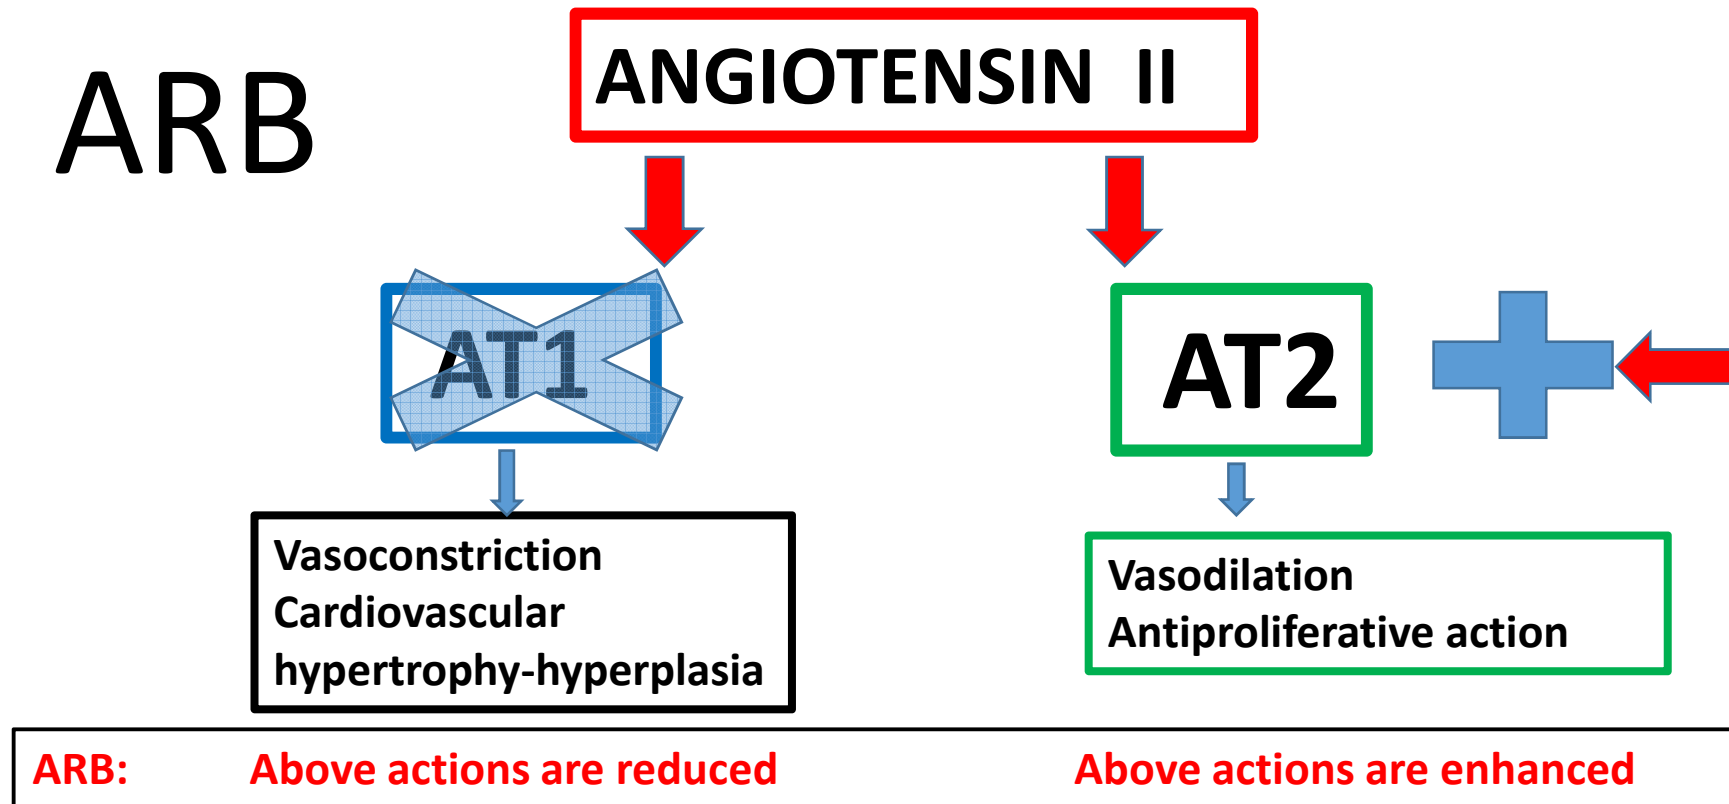 ARB
ANGIOTENSIN II
AT1
AT2
Vasoconstriction
Cardiovascular
hypertrophy-hyperplasia
Vasodilation
Antiproliferative action
ARB: Above actions are reduced Above actions are enhanced